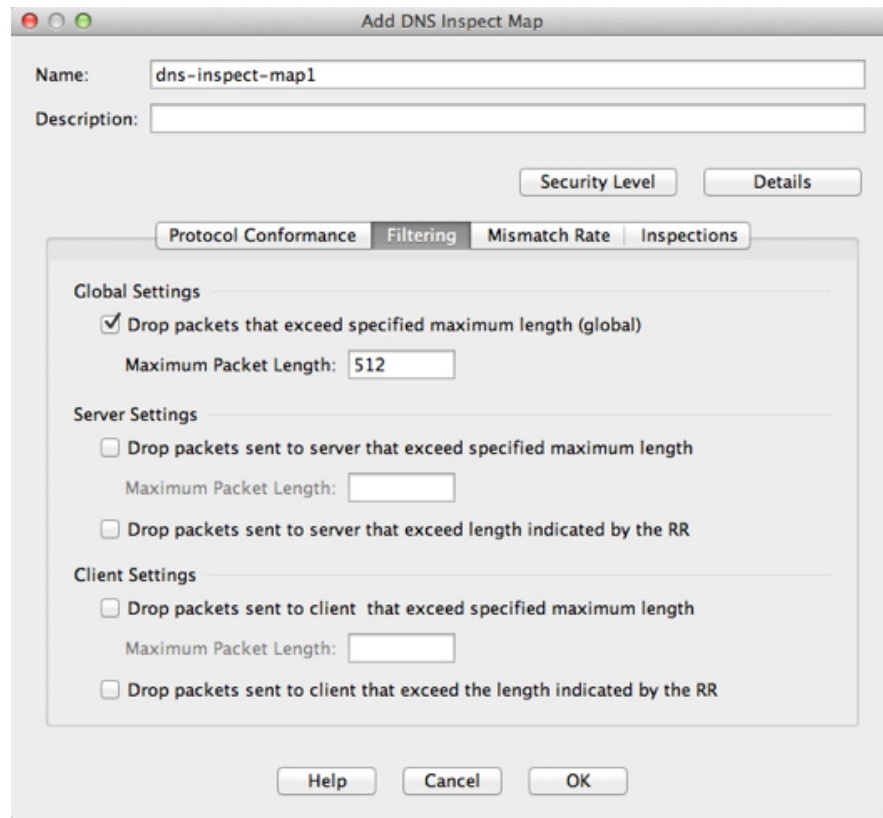 Add DNS Inspect Map
Name: dns-inspect-map1
Description:
Security Level Details
Protocol Conformance Filtering Mismatch Rate Inspections
Global Settings
Drop packets that exceed specified maximum length (global)
Maximum Packet Length: 512
Server Settings
Drop packets sent to server that exceed specified maximum length
Maximum Packet Length:
Drop packets sent to server that exceed length indicated by the RR
Client Settings
Drop packets sent to client  that exceed specified maximum length
Maximum Packet Length:
Drop packets sent to client that exceed the length indicated by the RR
Help Cancel OK